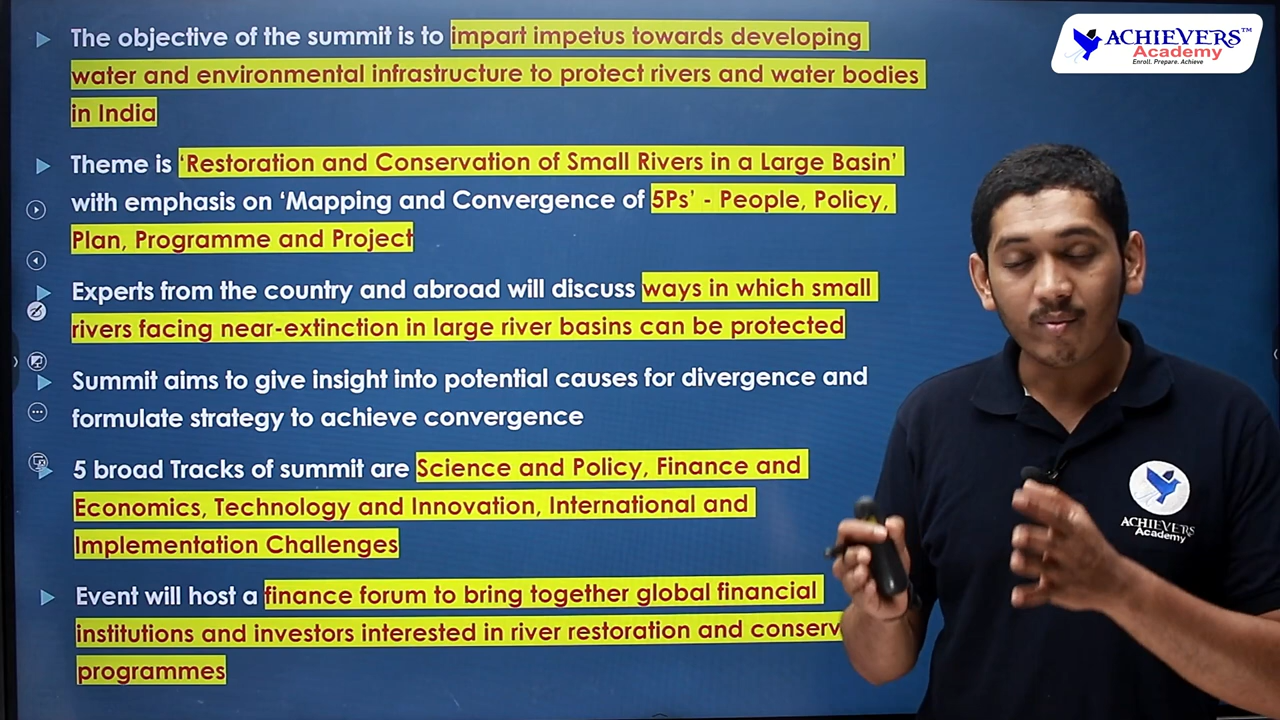 The objective of the summit is to impart impetus towards developing
water and environmental infrastructure to protect rivers and water bodies
in India
Theme is ‘Restoration and Conservation of Small Rivers in a Large Basin’
with emphasis on ‘Mapping and Convergence of 5Ps’ - People, Policy,
Plan, Programme and Project
Experts from the country and abroad will discuss ways in which small
rivers facing near-extinction in large river basins can be protected
Summit aims to give insight into potential causes for divergence and
formulate strategy to achieve convergence
5 broad Tracks of summit are Science and Policy, Finance and
Economics, Technology and Innovation, International and
Implementation Challenges
Event will host a finance forum to bring together global financial
institutions and investors interested in river restoration and conserv
programmes
ACHIEVERS™
Academy
Enroll. Prepare. Achieve
ACHIEVERS
Academy